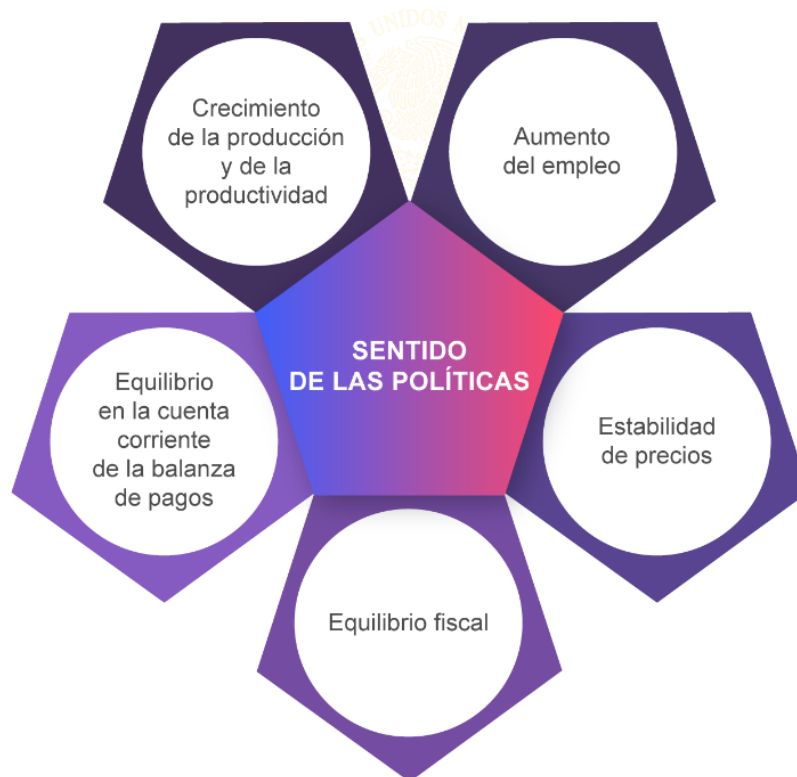 UNIDOS M
Crecimiento
de la producción
y de la
productividad
Aumento
del empleo
SENTIDO
DE LAS POLÍTICAS
Equilibrio
en la cuenta
corriente
de la balanza
de pagos
Estabilidad
de precios
Equilibrio fiscal